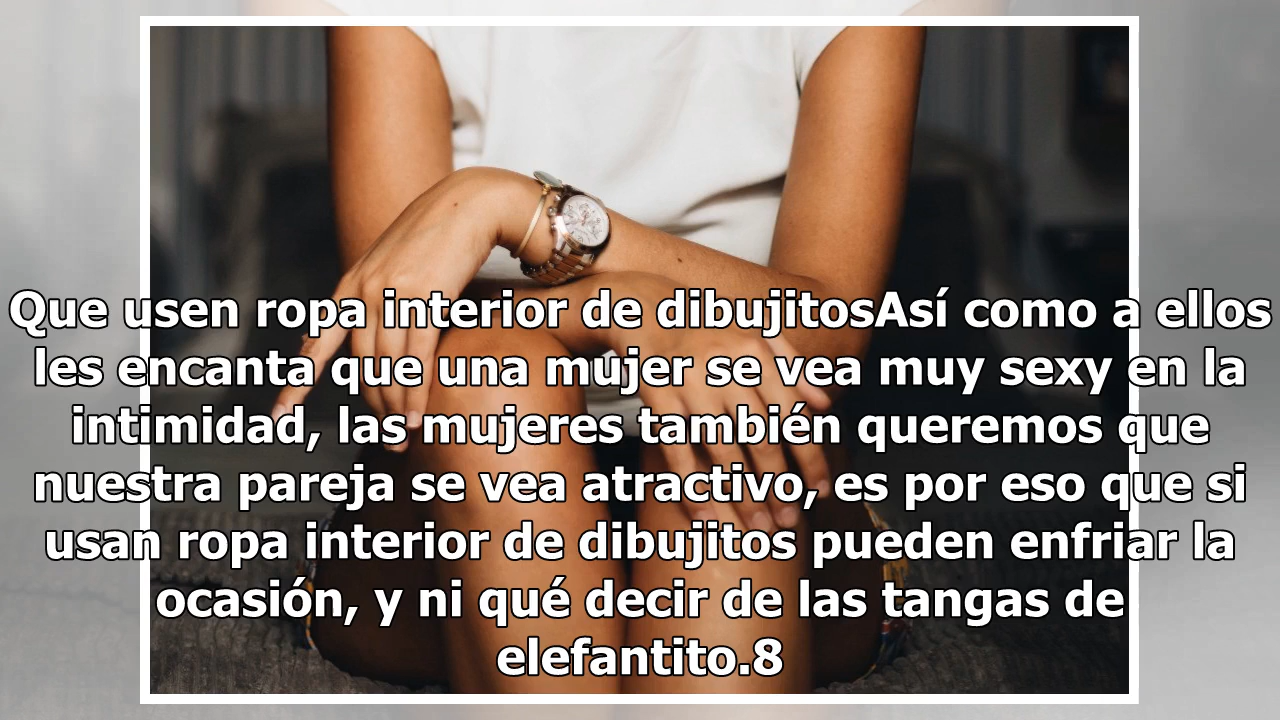 Que usen ropa interior de dibujitosAsí como a ellos
les encanta que una mujer se vea muy sexy en la
intimidad, las mujeres también queremos que
nuestra pareja se vea atractivo, es por eso que si
usan ropa interior de dibujitos pueden enfriar la
ocasión, y ni qué decir de las tangas de
elefantito.8